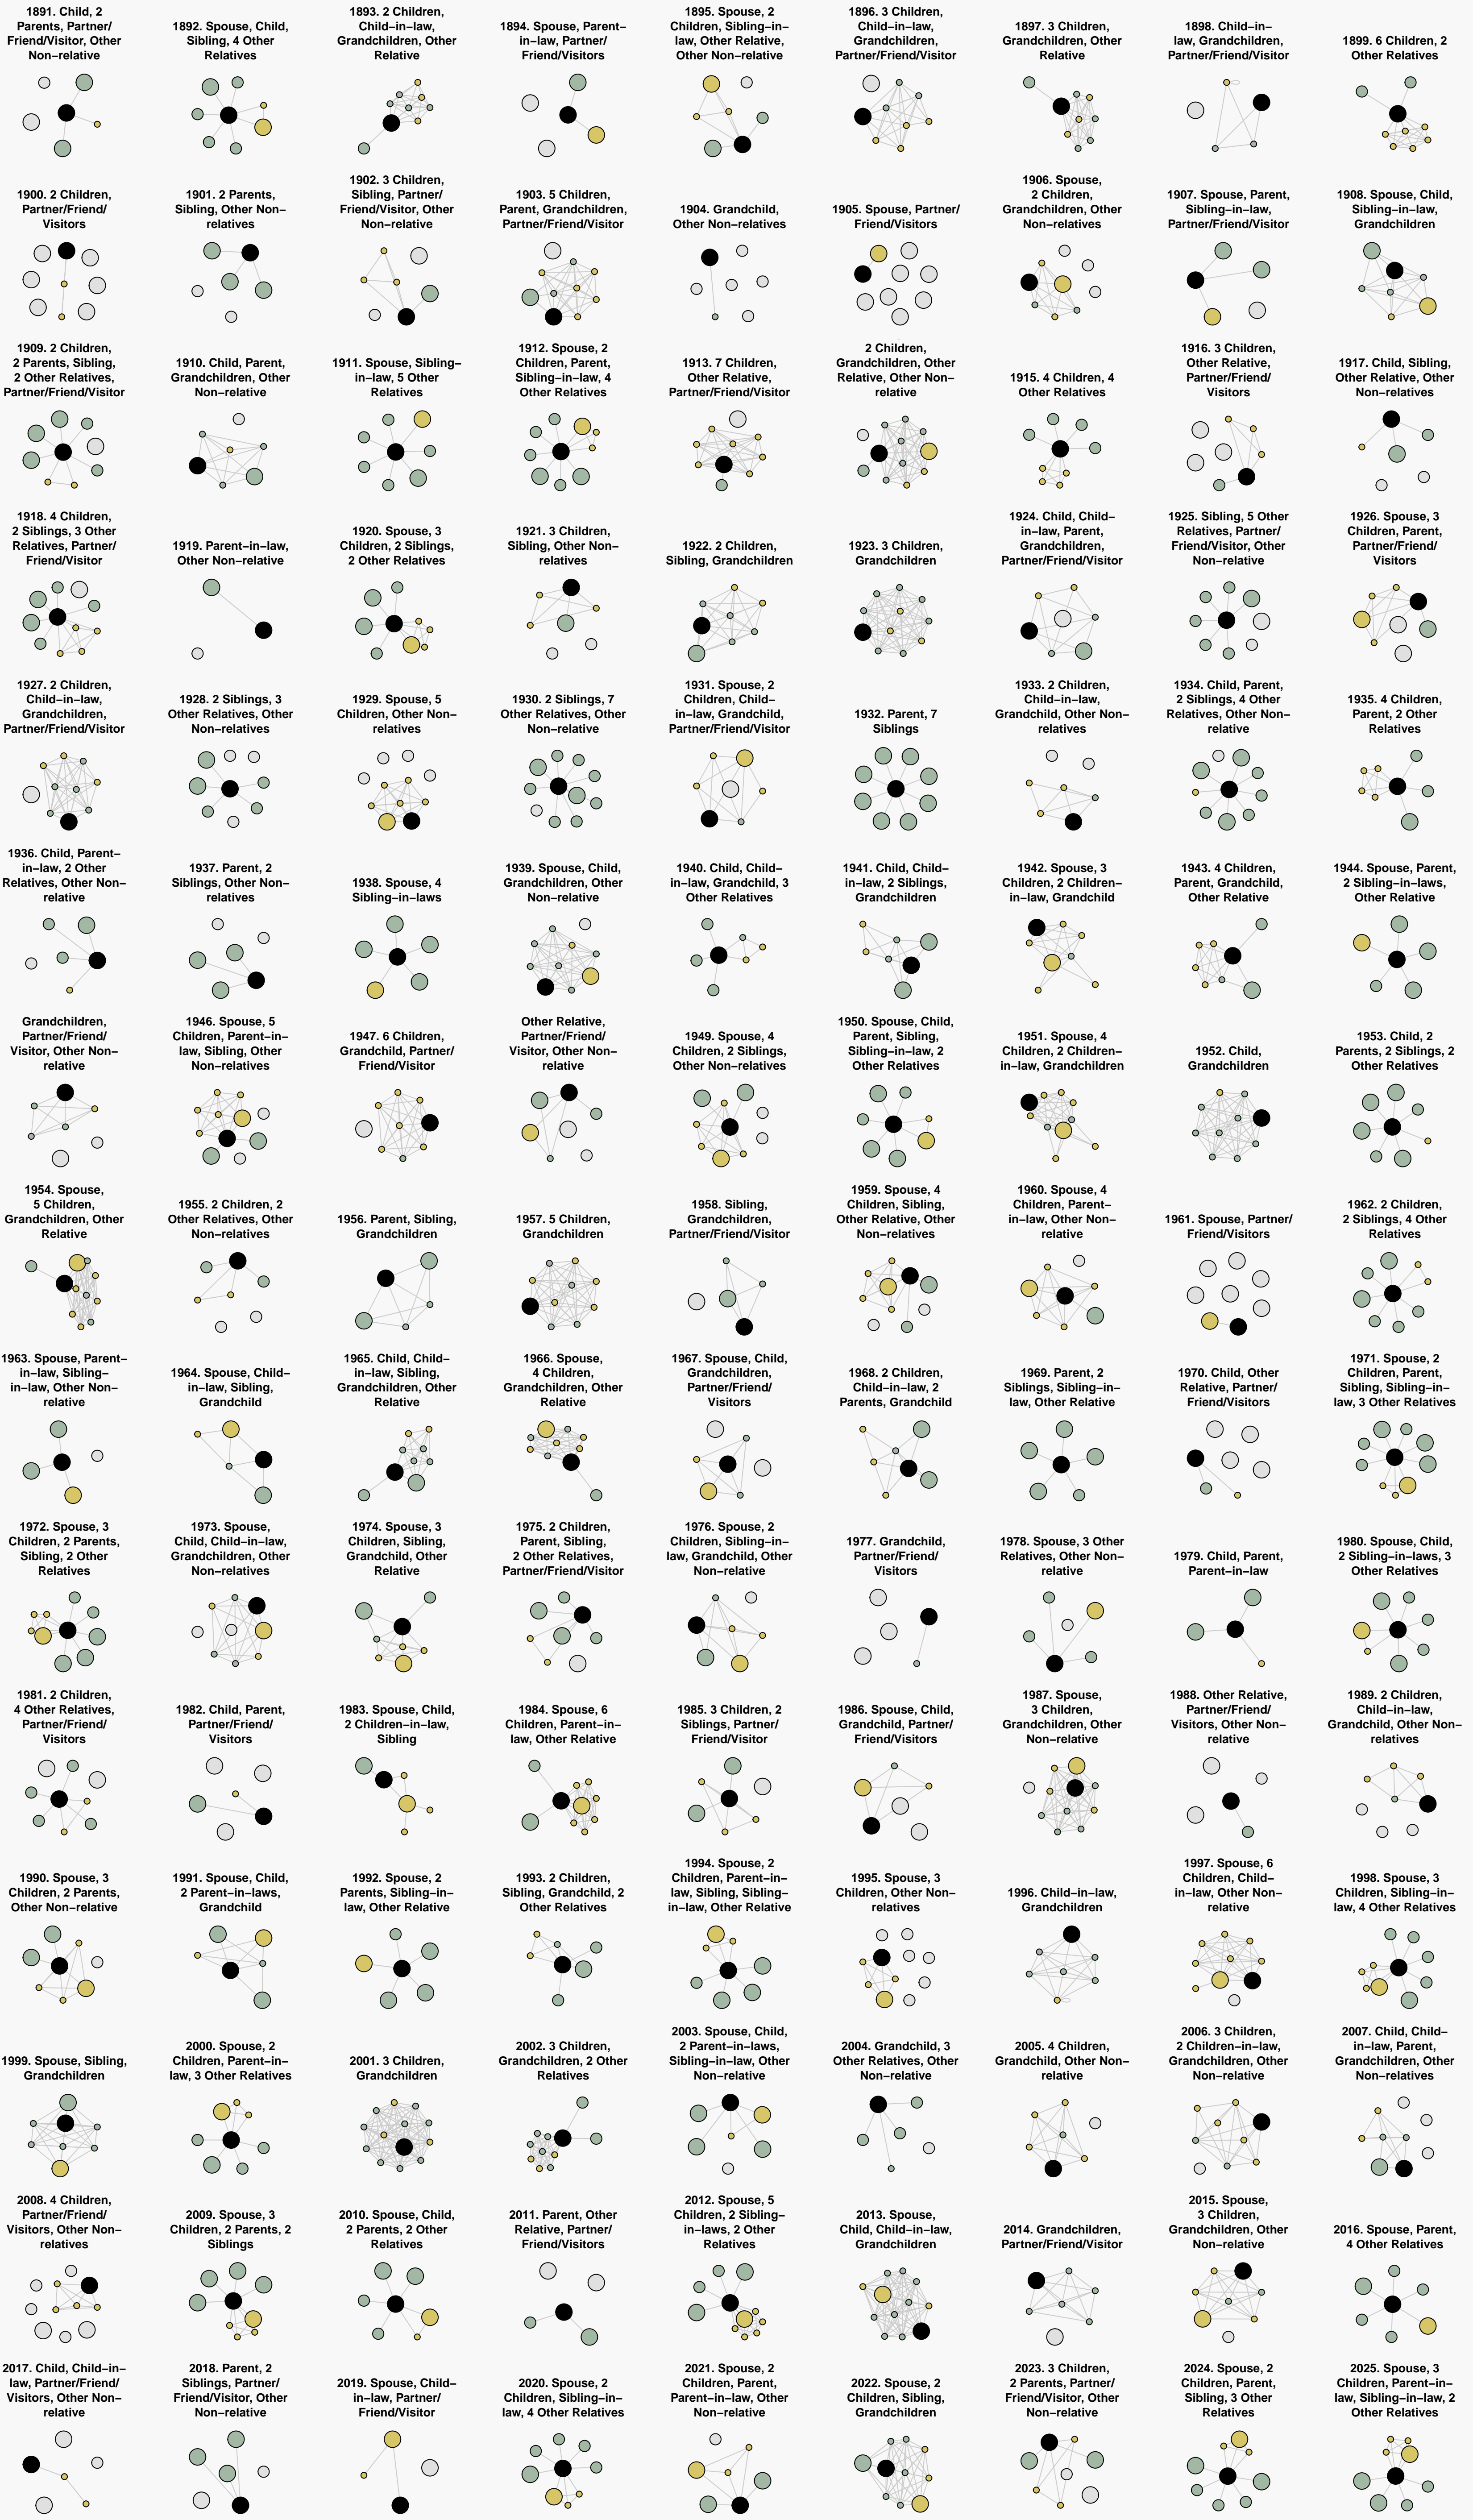 1891. Child, 2
Parents, Partner/
Friend/Visitor, Other
Non−relative
1892. Spouse, Child,
Sibling, 4 Other
Relatives
1893. 2 Children,
Child−in−law,
Grandchildren, Other
Relative
1894. Spouse, Parent−
in−law, Partner/
Friend/Visitors
1895. Spouse, 2
Children, Sibling−in−
law, Other Relative,
Other Non−relative
1896. 3 Children,
Child−in−law,
Grandchildren,
Partner/Friend/Visitor
1897. 3 Children,
Grandchildren, Other
Relative
1898. Child−in−
law, Grandchildren,
Partner/Friend/Visitor
1899. 6 Children, 2
Other Relatives
1900. 2 Children,
Partner/Friend/
Visitors
1901. 2 Parents,
Sibling, Other Non−
relatives
1902. 3 Children,
Sibling, Partner/
Friend/Visitor, Other
Non−relative
1903. 5 Children,
Parent, Grandchildren,
Partner/Friend/Visitor
1904. Grandchild,
Other Non−relatives
1905. Spouse, Partner/
Friend/Visitors
1906. Spouse,
2 Children,
Grandchildren, Other
Non−relatives
1907. Spouse, Parent,
Sibling−in−law,
Partner/Friend/Visitor
1908. Spouse, Child,
Sibling−in−law,
Grandchildren
1909. 2 Children,
2 Parents, Sibling,
2 Other Relatives,
Partner/Friend/Visitor
1910. Child, Parent,
Grandchildren, Other
Non−relative
1911. Spouse, Sibling−
in−law, 5 Other
Relatives
1912. Spouse, 2
Children, Parent,
Sibling−in−law, 4
Other Relatives
1913. 7 Children,
Other Relative,
Partner/Friend/Visitor
2 Children,
Grandchildren, Other
Relative, Other Non−
relative
1915. 4 Children, 4
Other Relatives
1916. 3 Children,
Other Relative,
Partner/Friend/
Visitors
1917. Child, Sibling,
Other Relative, Other
Non−relatives
1918. 4 Children,
2 Siblings, 3 Other
Relatives, Partner/
Friend/Visitor
1919. Parent−in−law,
Other Non−relative
1920. Spouse, 3
Children, 2 Siblings,
2 Other Relatives
1921. 3 Children,
Sibling, Other Non−
relatives
1922. 2 Children,
Sibling, Grandchildren
1923. 3 Children,
Grandchildren
1924. Child, Child−
in−law, Parent,
Grandchildren,
Partner/Friend/Visitor
1925. Sibling, 5 Other
Relatives, Partner/
Friend/Visitor, Other
Non−relative
1926. Spouse, 3
Children, Parent,
Partner/Friend/
Visitors
1927. 2 Children,
Child−in−law,
Grandchildren,
Partner/Friend/Visitor
1928. 2 Siblings, 3
Other Relatives, Other
Non−relatives
1929. Spouse, 5
Children, Other Non−
relatives
1930. 2 Siblings, 7
Other Relatives, Other
Non−relative
1931. Spouse, 2
Children, Child−
in−law, Grandchild,
Partner/Friend/Visitor
1932. Parent, 7
Siblings
1933. 2 Children,
Child−in−law,
Grandchild, Other Non−
relatives
1934. Child, Parent,
2 Siblings, 4 Other
Relatives, Other Non−
relative
1935. 4 Children,
Parent, 2 Other
Relatives
1936. Child, Parent−
in−law, 2 Other
Relatives, Other Non−
relative
1937. Parent, 2
Siblings, Other Non−
relatives
1938. Spouse, 4
Sibling−in−laws
1939. Spouse, Child,
Grandchildren, Other
Non−relative
1940. Child, Child−
in−law, Grandchild, 3
Other Relatives
1941. Child, Child−
in−law, 2 Siblings,
Grandchildren
1942. Spouse, 3
Children, 2 Children−
in−law, Grandchild
1943. 4 Children,
Parent, Grandchild,
Other Relative
1944. Spouse, Parent,
2 Sibling−in−laws,
Other Relative
Grandchildren,
Partner/Friend/
Visitor, Other Non−
relative
1946. Spouse, 5
Children, Parent−in−
law, Sibling, Other
Non−relatives
1947. 6 Children,
Grandchild, Partner/
Friend/Visitor
Other Relative,
Partner/Friend/
Visitor, Other Non−
relative
1949. Spouse, 4
Children, 2 Siblings,
Other Non−relatives
1950. Spouse, Child,
Parent, Sibling,
Sibling−in−law, 2
Other Relatives
1951. Spouse, 4
Children, 2 Children−
in−law, Grandchildren
1952. Child,
Grandchildren
1953. Child, 2
Parents, 2 Siblings, 2
Other Relatives
1954. Spouse,
5 Children,
Grandchildren, Other
Relative
1955. 2 Children, 2
Other Relatives, Other
Non−relatives
1956. Parent, Sibling,
Grandchildren
1957. 5 Children,
Grandchildren
1958. Sibling,
Grandchildren,
Partner/Friend/Visitor
1959. Spouse, 4
Children, Sibling,
Other Relative, Other
Non−relatives
1960. Spouse, 4
Children, Parent−
in−law, Other Non−
relative
1961. Spouse, Partner/
Friend/Visitors
1962. 2 Children,
2 Siblings, 4 Other
Relatives
1963. Spouse, Parent−
in−law, Sibling−
in−law, Other Non−
relative
1964. Spouse, Child−
in−law, Sibling,
Grandchild
1965. Child, Child−
in−law, Sibling,
Grandchildren, Other
Relative
1966. Spouse,
4 Children,
Grandchildren, Other
Relative
1967. Spouse, Child,
Grandchildren,
Partner/Friend/
Visitors
1968. 2 Children,
Child−in−law, 2
Parents, Grandchild
1969. Parent, 2
Siblings, Sibling−in−
law, Other Relative
1970. Child, Other
Relative, Partner/
Friend/Visitors
1971. Spouse, 2
Children, Parent,
Sibling, Sibling−in−
law, 3 Other Relatives
1972. Spouse, 3
Children, 2 Parents,
Sibling, 2 Other
Relatives
1973. Spouse,
Child, Child−in−law,
Grandchildren, Other
Non−relatives
1974. Spouse, 3
Children, Sibling,
Grandchild, Other
Relative
1975. 2 Children,
Parent, Sibling,
2 Other Relatives,
Partner/Friend/Visitor
1976. Spouse, 2
Children, Sibling−in−
law, Grandchild, Other
Non−relative
1977. Grandchild,
Partner/Friend/
Visitors
1978. Spouse, 3 Other
Relatives, Other Non−
relative
1979. Child, Parent,
Parent−in−law
1980. Spouse, Child,
2 Sibling−in−laws, 3
Other Relatives
1981. 2 Children,
4 Other Relatives,
Partner/Friend/
Visitors
1982. Child, Parent,
Partner/Friend/
Visitors
1983. Spouse, Child,
2 Children−in−law,
Sibling
1984. Spouse, 6
Children, Parent−in−
law, Other Relative
1985. 3 Children, 2
Siblings, Partner/
Friend/Visitor
1986. Spouse, Child,
Grandchild, Partner/
Friend/Visitors
1987. Spouse,
3 Children,
Grandchildren, Other
Non−relative
1988. Other Relative,
Partner/Friend/
Visitors, Other Non−
relative
1989. 2 Children,
Child−in−law,
Grandchild, Other Non−
relatives
1990. Spouse, 3
Children, 2 Parents,
Other Non−relative
1991. Spouse, Child,
2 Parent−in−laws,
Grandchild
1992. Spouse, 2
Parents, Sibling−in−
law, Other Relative
1993. 2 Children,
Sibling, Grandchild, 2
Other Relatives
1994. Spouse, 2
Children, Parent−in−
law, Sibling, Sibling−
in−law, Other Relative
1995. Spouse, 3
Children, Other Non−
relatives
1996. Child−in−law,
Grandchildren
1997. Spouse, 6
Children, Child−
in−law, Other Non−
relative
1998. Spouse, 3
Children, Sibling−in−
law, 4 Other Relatives
1999. Spouse, Sibling,
Grandchildren
2000. Spouse, 2
Children, Parent−in−
law, 3 Other Relatives
2001. 3 Children,
Grandchildren
2002. 3 Children,
Grandchildren, 2 Other
Relatives
2003. Spouse, Child,
2 Parent−in−laws,
Sibling−in−law, Other
Non−relative
2004. Grandchild, 3
Other Relatives, Other
Non−relative
2005. 4 Children,
Grandchild, Other Non−
relative
2006. 3 Children,
2 Children−in−law,
Grandchildren, Other
Non−relative
2007. Child, Child−
in−law, Parent,
Grandchildren, Other
Non−relatives
2008. 4 Children,
Partner/Friend/
Visitors, Other Non−
relatives
2009. Spouse, 3
Children, 2 Parents, 2
Siblings
2010. Spouse, Child,
2 Parents, 2 Other
Relatives
2011. Parent, Other
Relative, Partner/
Friend/Visitors
2012. Spouse, 5
Children, 2 Sibling−
in−laws, 2 Other
Relatives
2013. Spouse,
Child, Child−in−law,
Grandchildren
2014. Grandchildren,
Partner/Friend/Visitor
2015. Spouse,
3 Children,
Grandchildren, Other
Non−relative
2016. Spouse, Parent,
4 Other Relatives
2017. Child, Child−in−
law, Partner/Friend/
Visitors, Other Non−
relative
2018. Parent, 2
Siblings, Partner/
Friend/Visitor, Other
Non−relative
2019. Spouse, Child−
in−law, Partner/
Friend/Visitor
2020. Spouse, 2
Children, Sibling−in−
law, 4 Other Relatives
2021. Spouse, 2
Children, Parent,
Parent−in−law, Other
Non−relative
2022. Spouse, 2
Children, Sibling,
Grandchildren
2023. 3 Children,
2 Parents, Partner/
Friend/Visitor, Other
Non−relative
2024. Spouse, 2
Children, Parent,
Sibling, 3 Other
Relatives
2025. Spouse, 3
Children, Parent−in−
law, Sibling−in−law, 2
Other Relatives